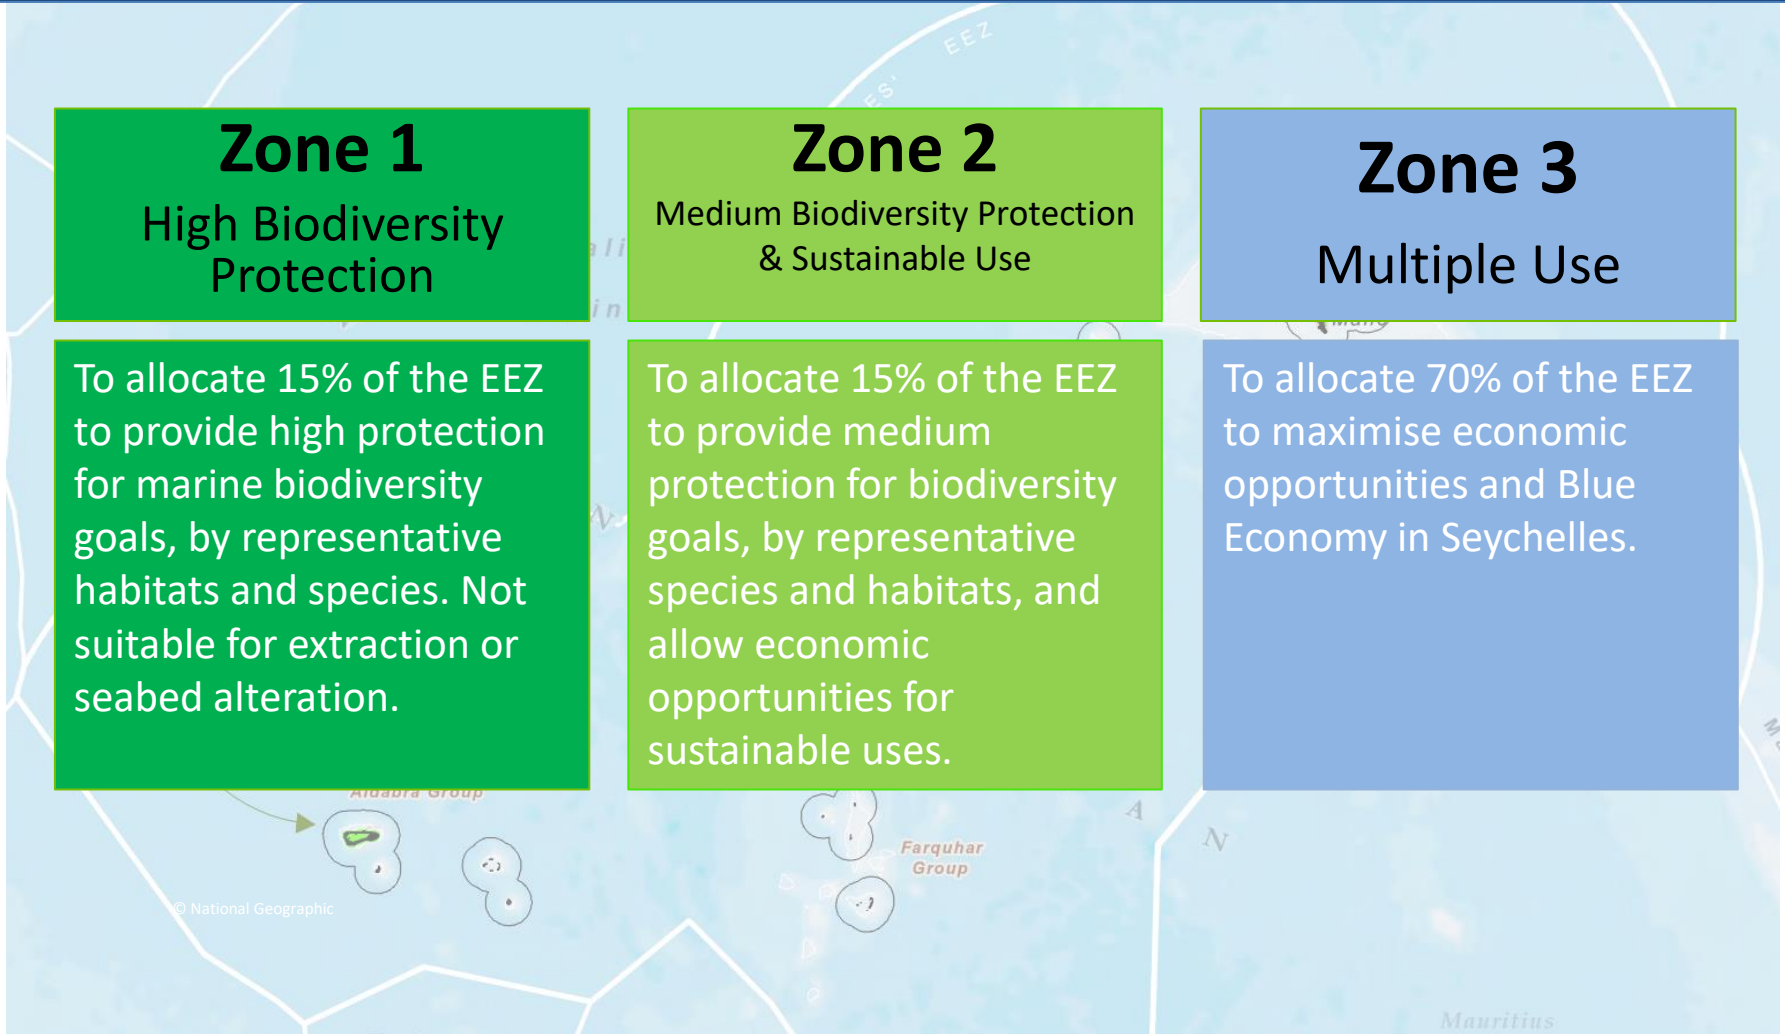 EEZ
ES'
Zone 1
High Biodiversity
Protection
Zone 2
Medium Biodiversity Protection
& Sustainable Use
Zone 3
Multiple Use
ali
in
To allocate 15% of the EEZ
to provide high protection
for marine biodiversity
goals, by representative
habitats and species. Not
suitable for extraction or
seabed alteration.
To allocate 15% of the EEZ
to provide medium
protection for biodiversity
goals, by representative
species and habitats, and
allow economic
opportunities for
sustainable uses.
To allocate 70% of the EEZ
to maximise economic
opportunities and Blue
Economy in Seychelles.
N
Aldabra Group
A
N
Farquhar
Group
© National Geographic
Mauritius